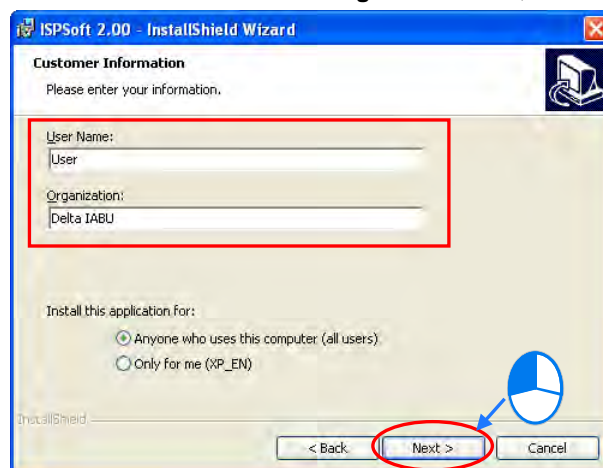 ISPSoft 2.00 - InstallShield Wizard
Customer Information
Please enter your information.
User Name:
User
Organization:
Delta IABU
Install this application for:
Anyone who uses this computer (all users)
Only for me (XP_EN)
InstallShield
< Back Next > Cancel